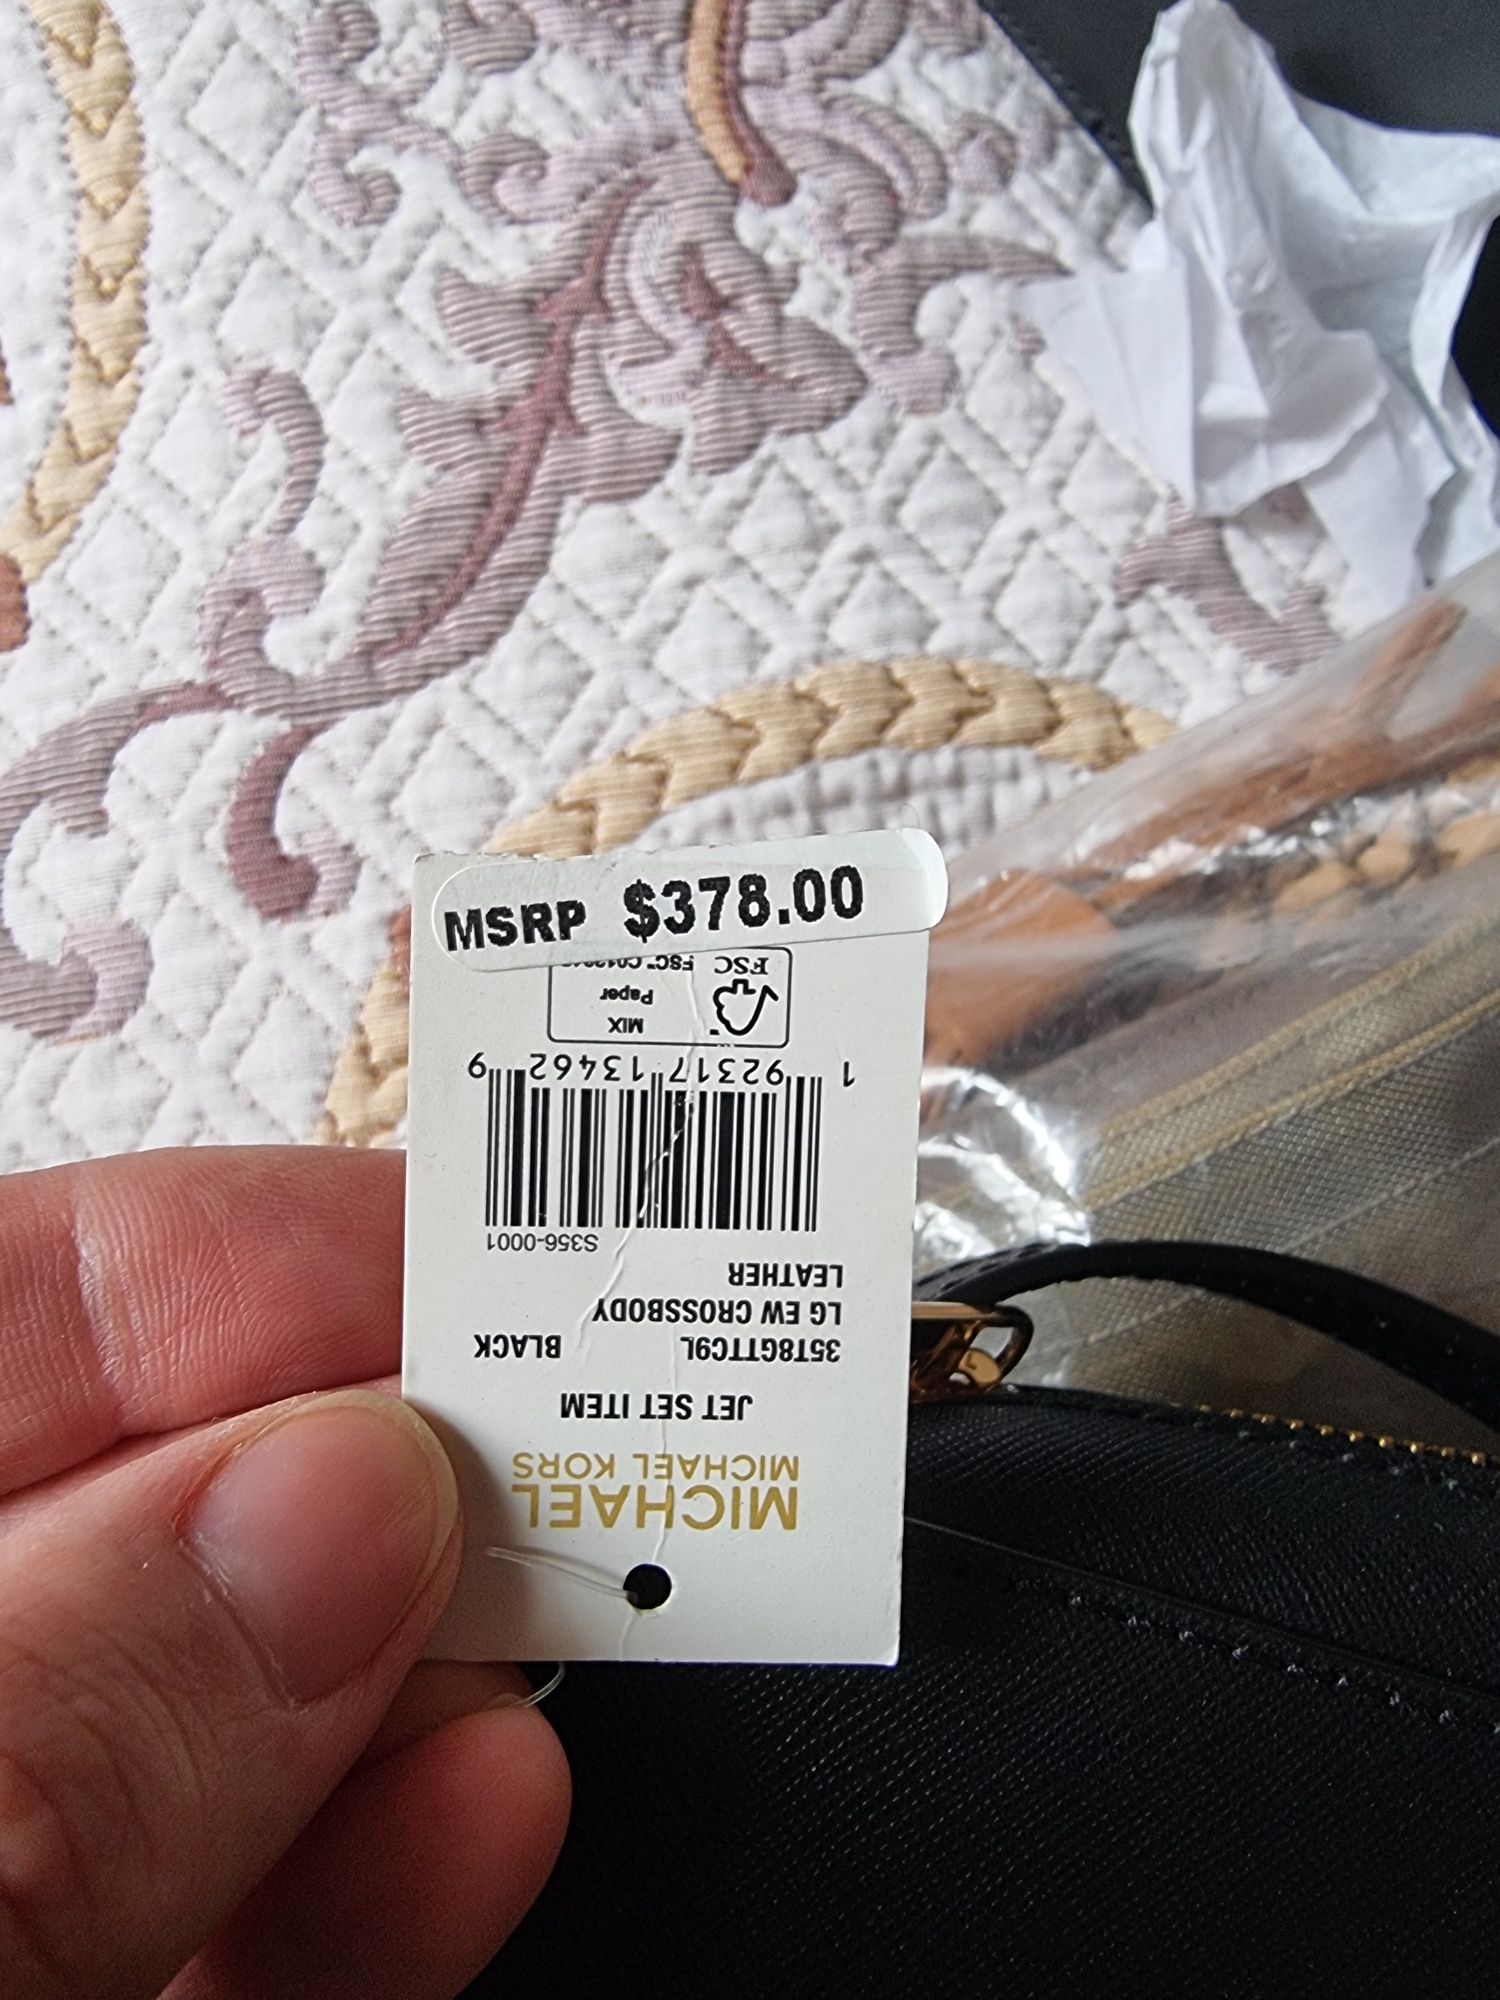 MSRP $378.00
MICHAEL
MICHAEL KORS
JET SET ITEM
35T8GTTC9L BLACK
LG EW CROSSBODY
LEATHER
S356-0001
1 92317 13462 9
MIX
Paper
FSC